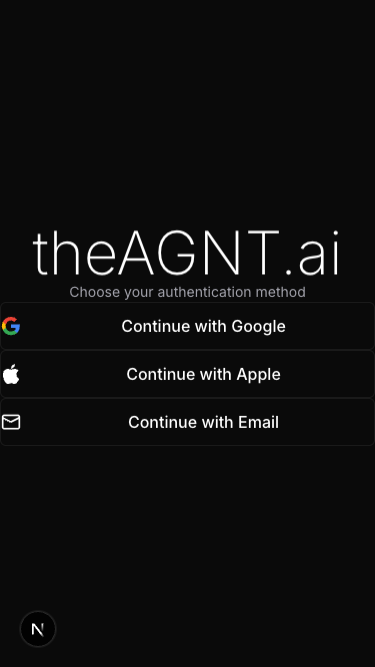 theAGNT.ai
Choose your authentication method
Continue with Google
Continue with Apple
Continue with Email
N